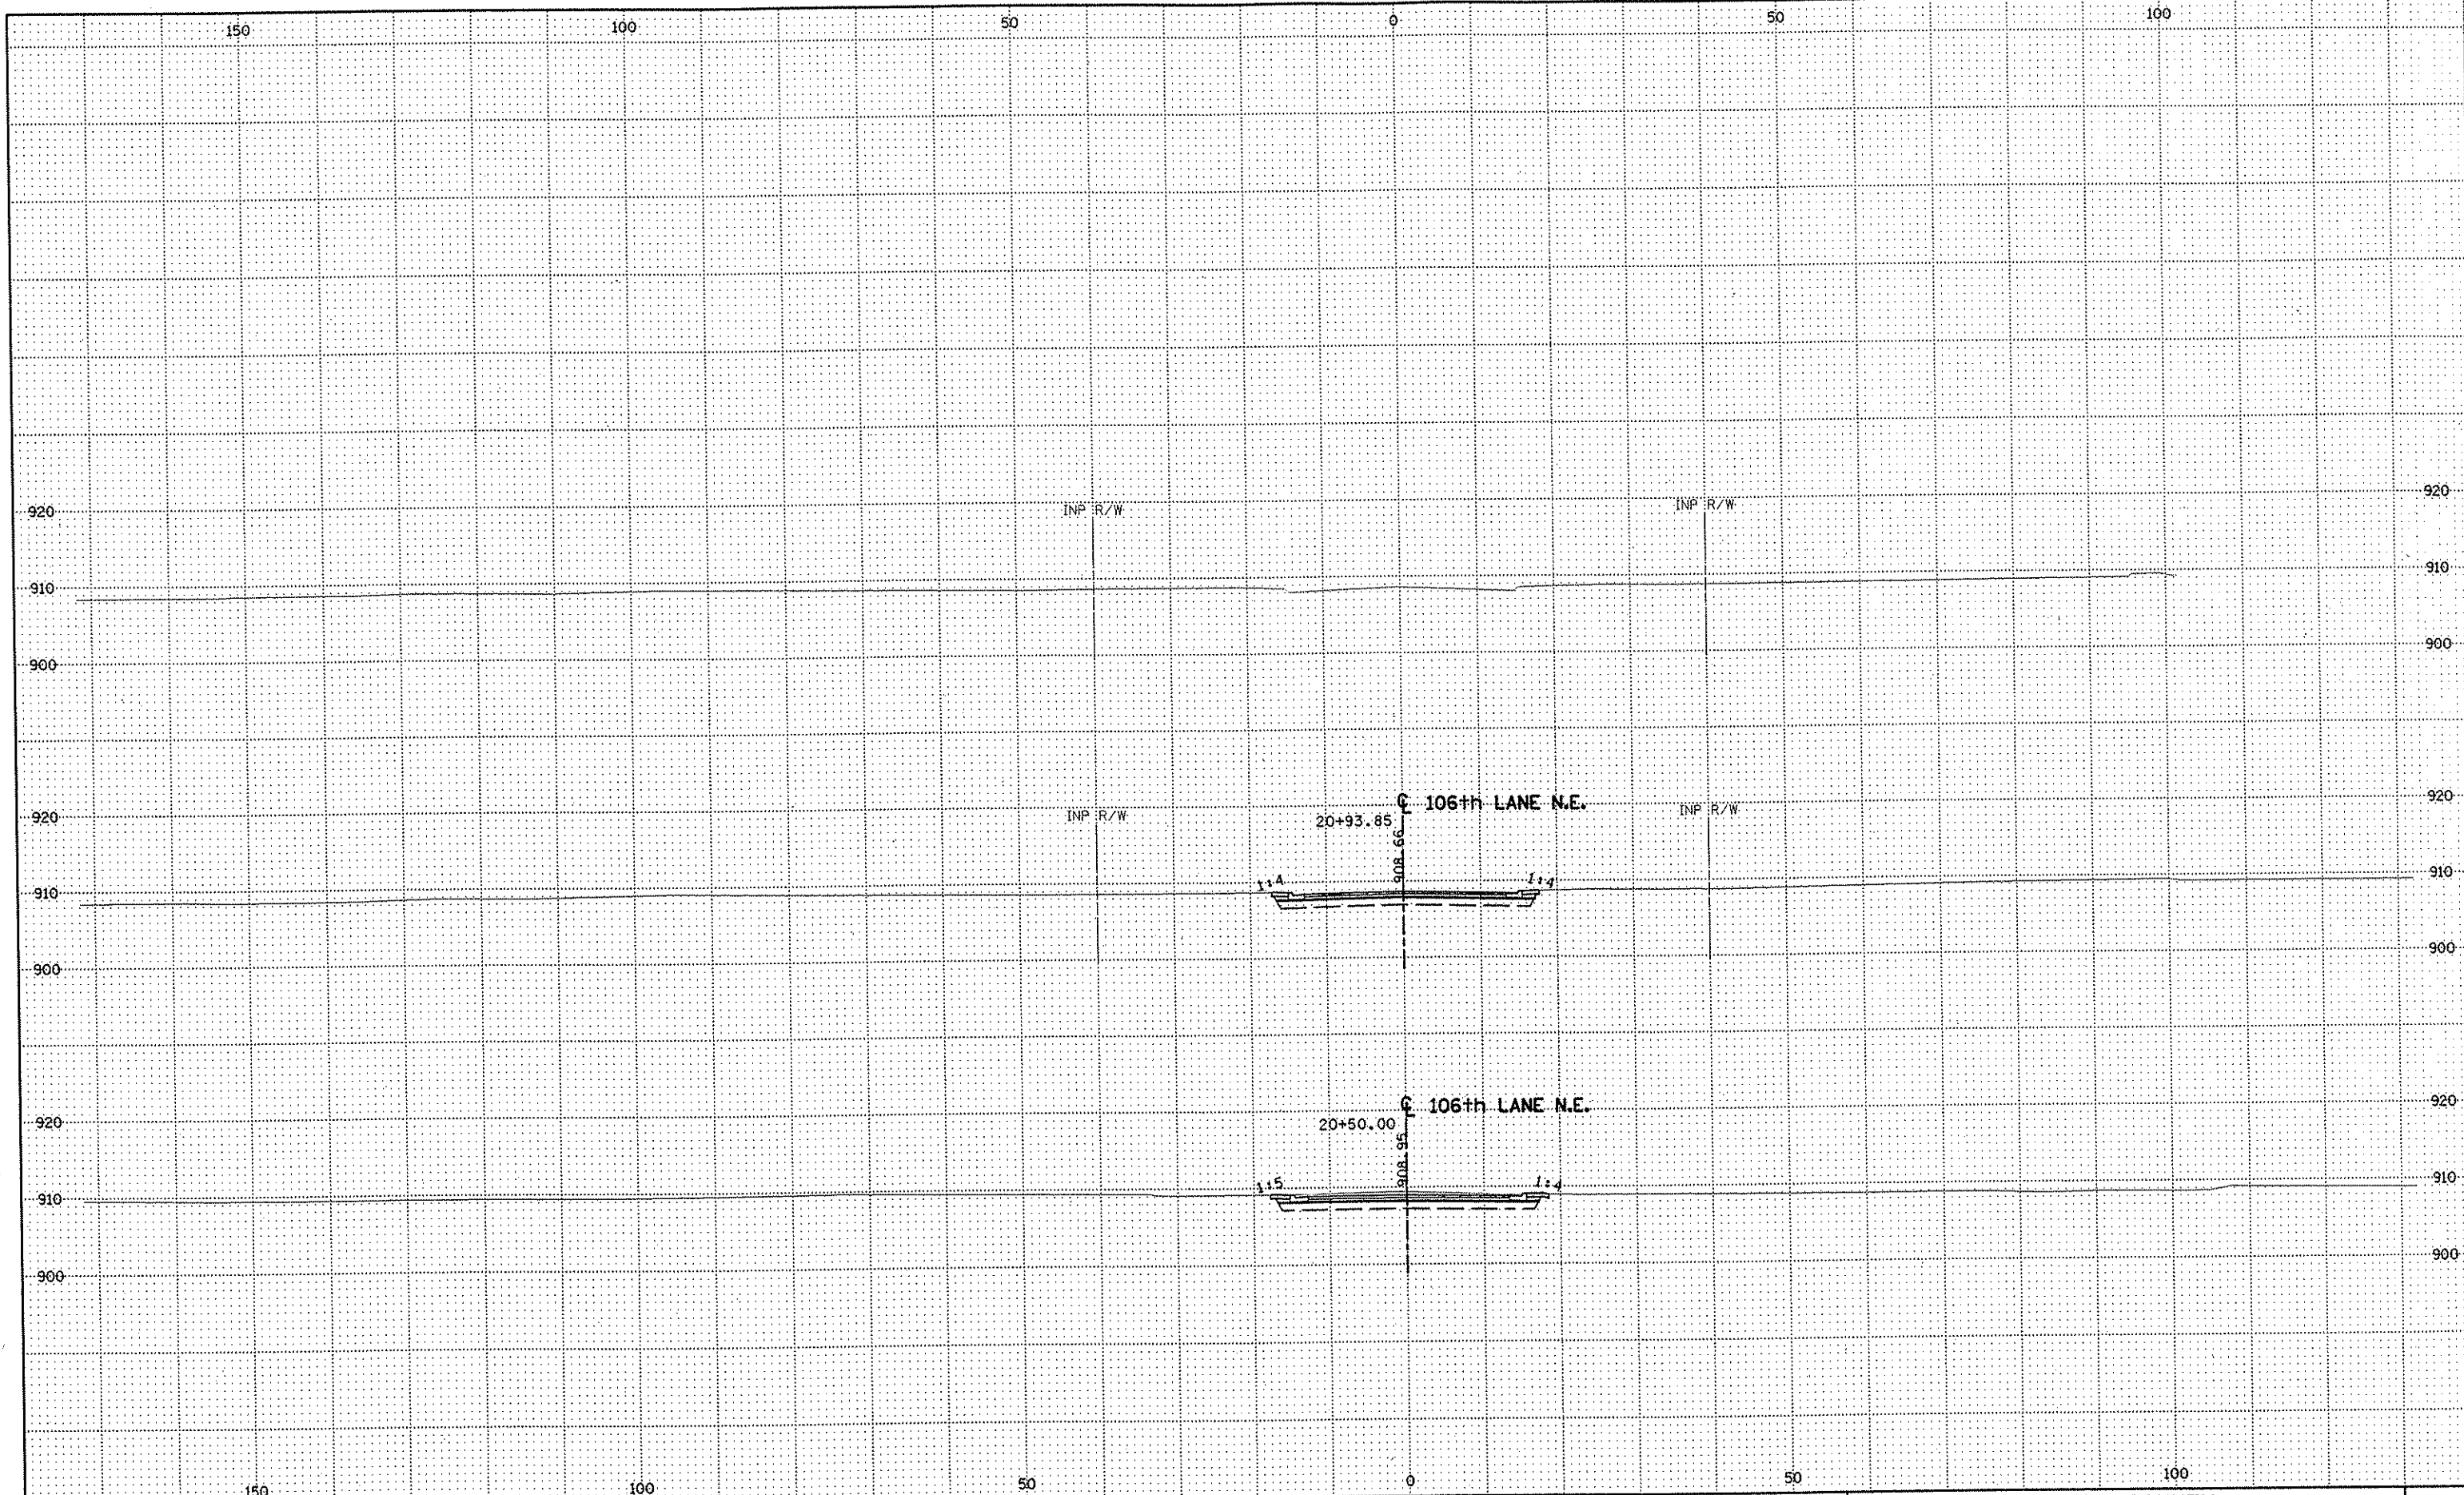 150 100 50 0 50 100
920 INP R/W INP R/W 920
910 910
900 900
℄ 106th LANE N.E.
920 INP R/W 20+93.85 INP R/W 920
908.66
910 1:4 1:4 910
900 900
℄ 106th LANE N.E.
920 20+50.00 920
908.95
910 1:5 1:4 910
900 900
150 100 50 0 50 100